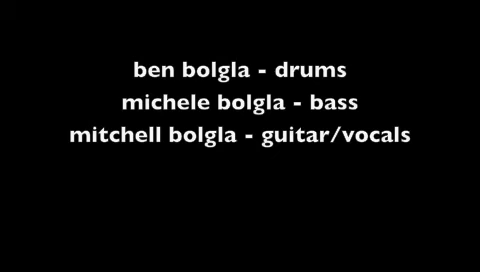 ben bolgla - drums
michele bolgla - bass
mitchell bolgla - guitar/vocals